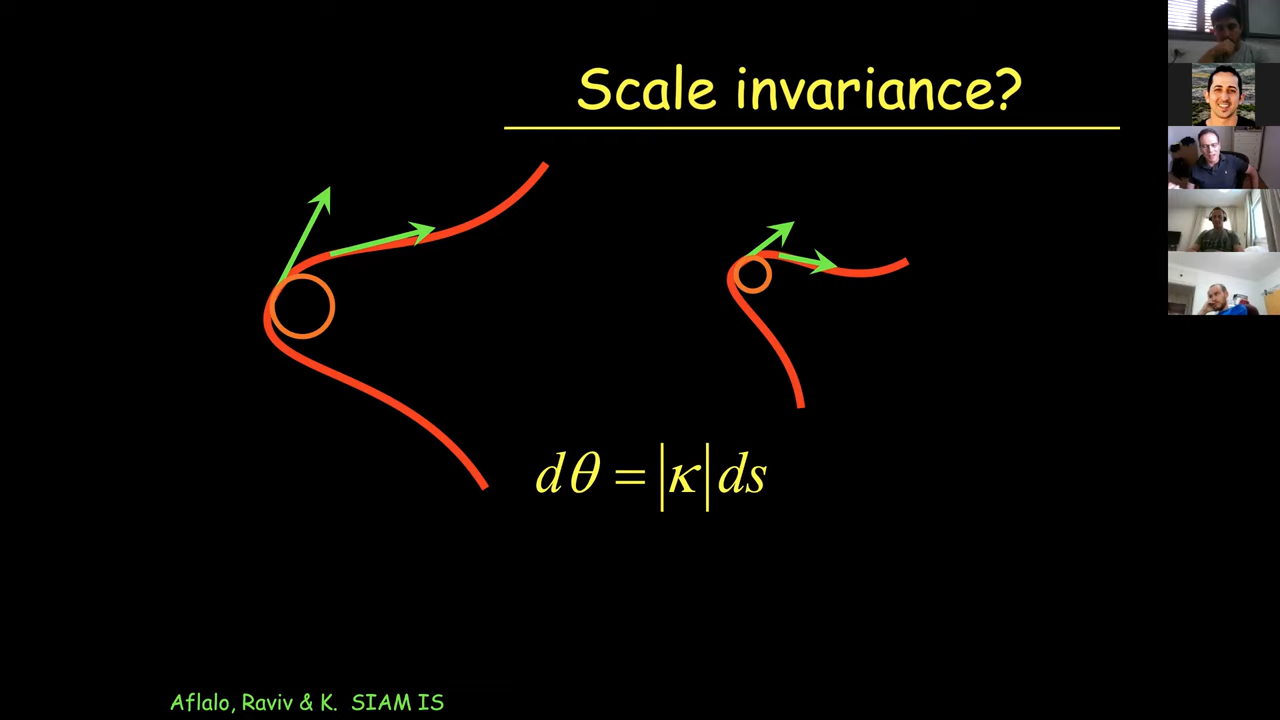 Scale invariance?
dθ = |κ| ds
Aflalo, Raviv & K. SIAM IS